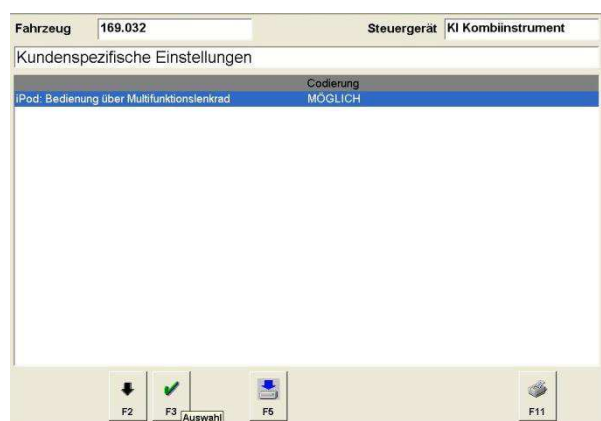 Fahrzeug 169.032 Steuergerät KI Kombiinstrument
Kundenspezifische Einstellungen
Codierung
iPod: Bedienung über Multifunktionslenkrad MÖGLICH
F2 F3 Auswahl F5 F11